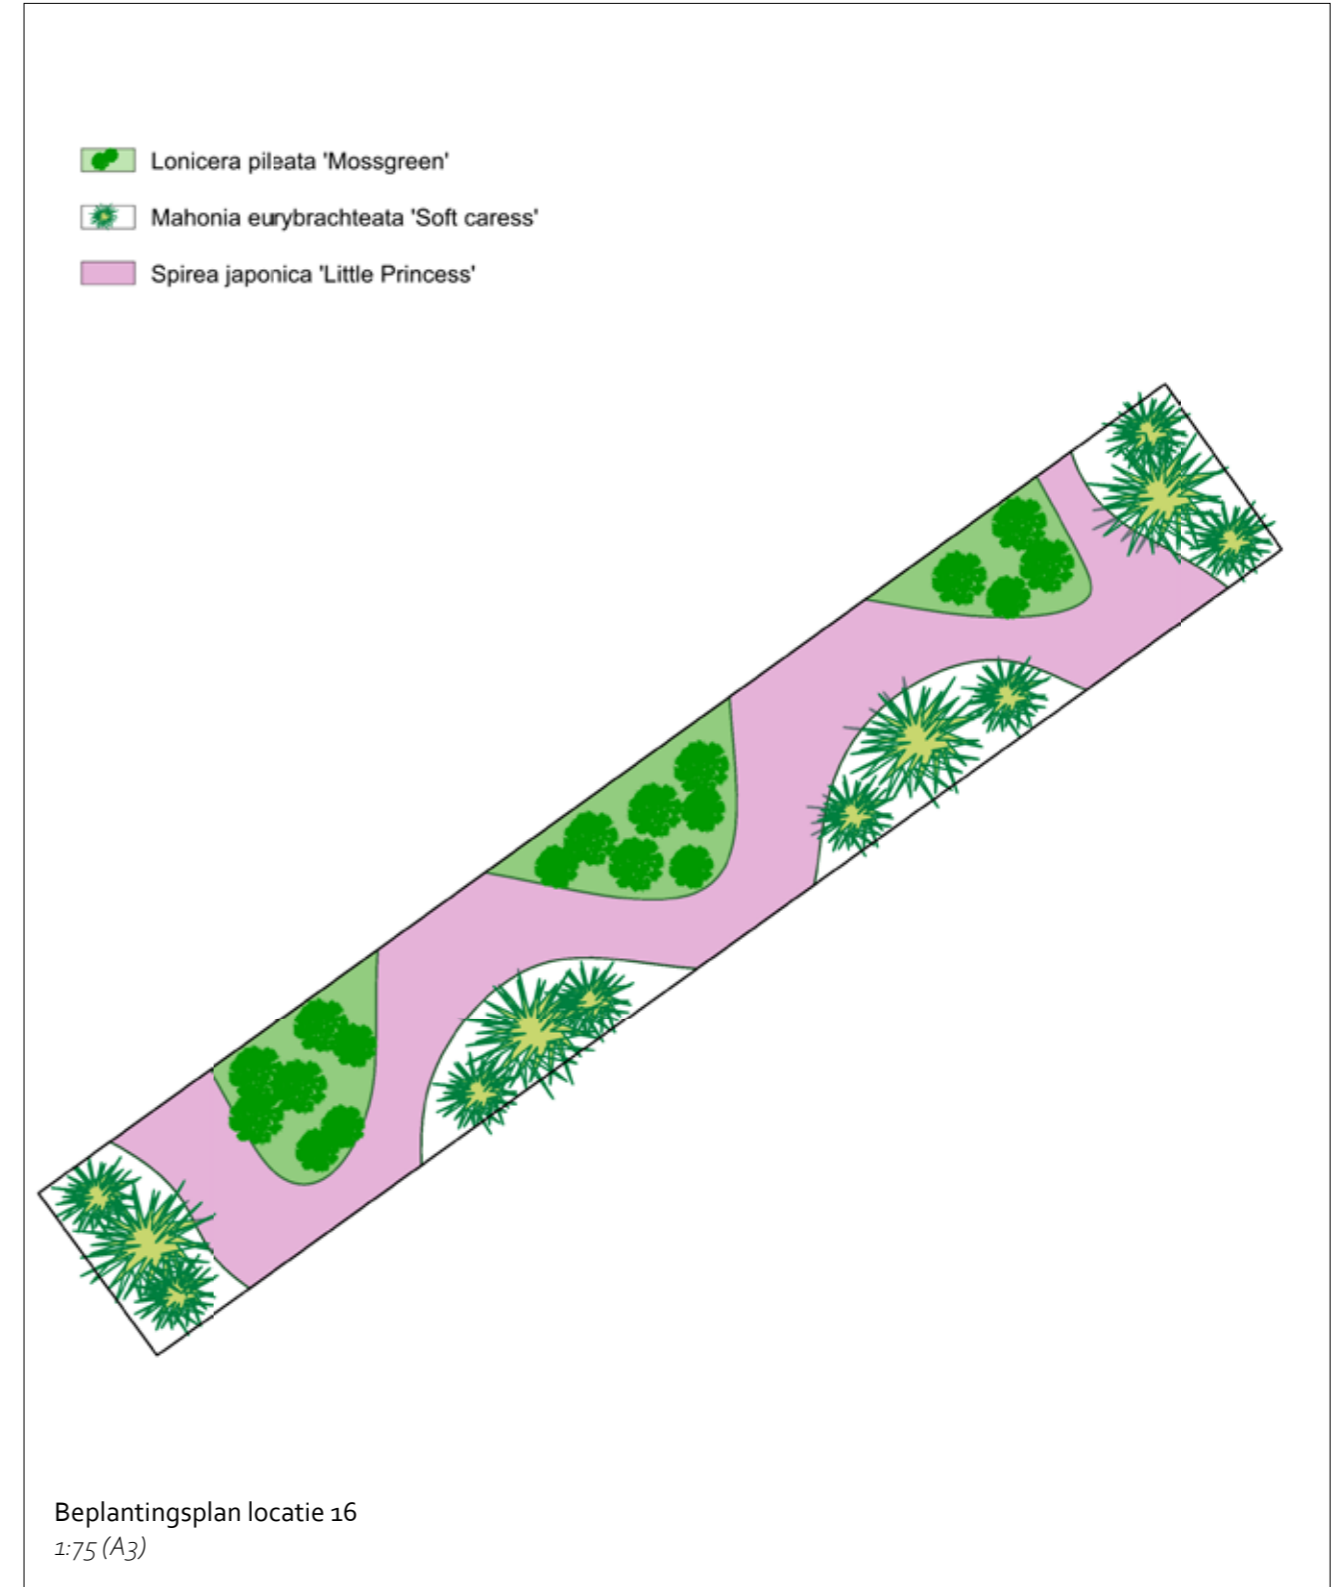 Lonicera pileata 'Mossgreen'
Mahonia eurybrachteata 'Soft caress'
Spirea japonica 'Little Princess'
Beplantingsplan locatie 16
1:75 (A3)